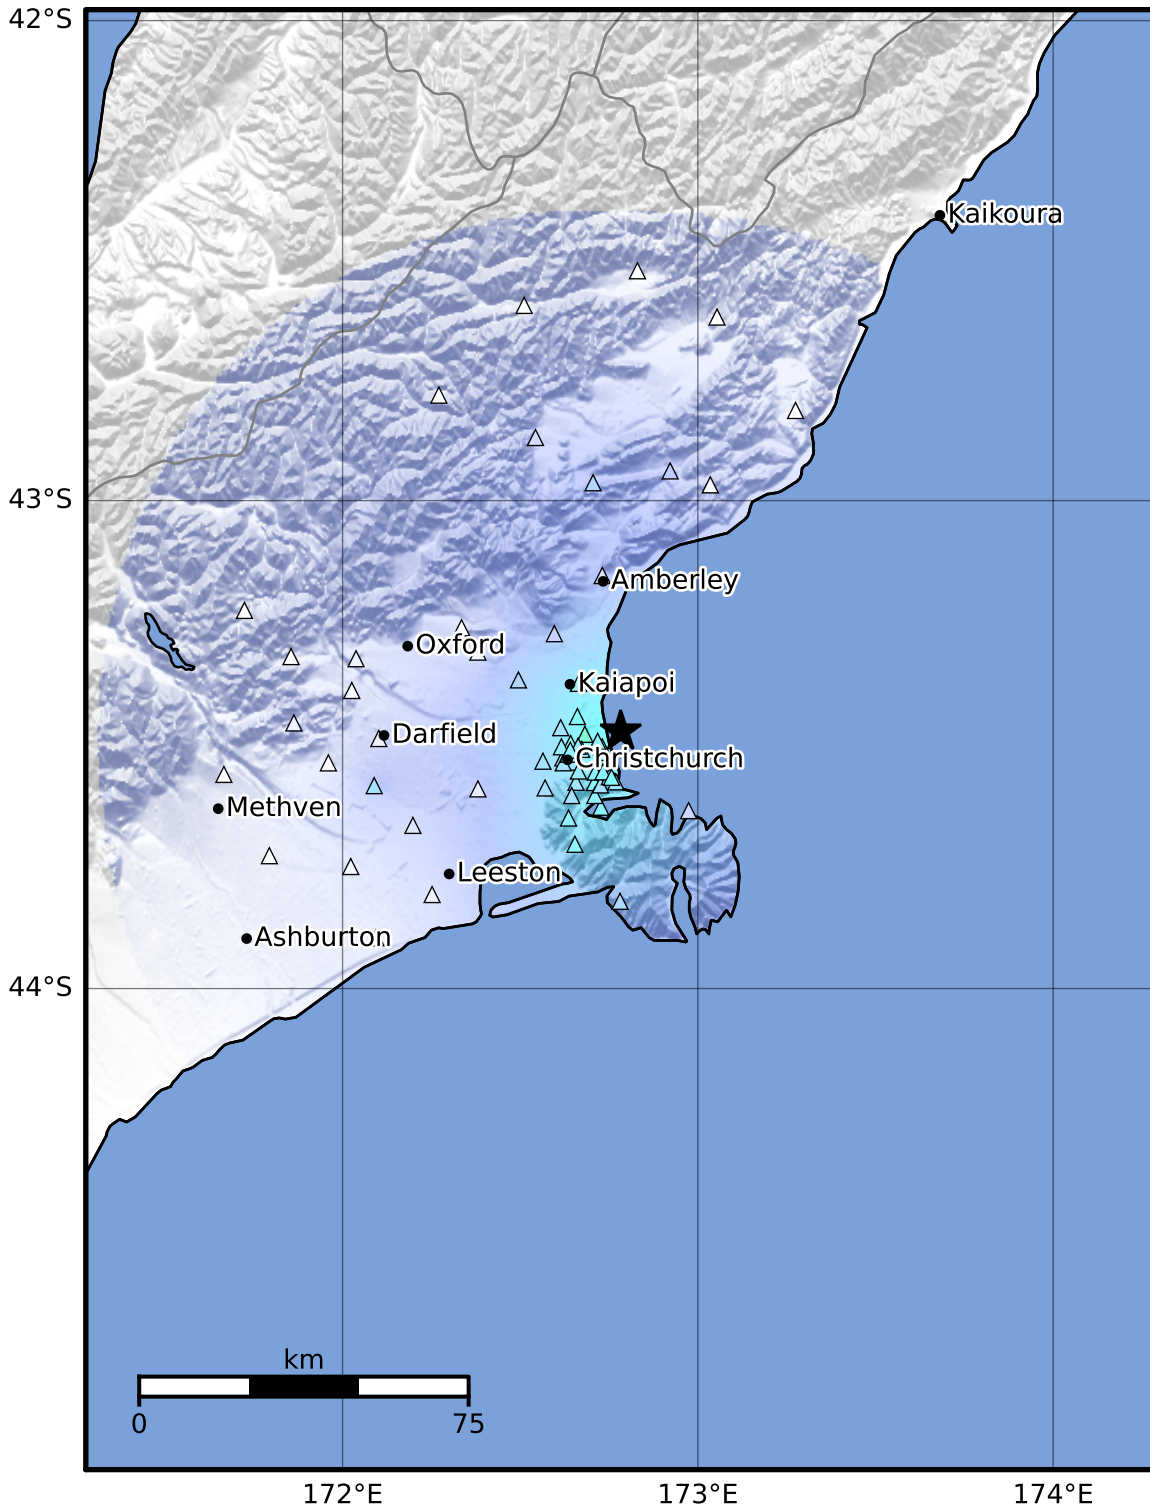 42°S
Kaikoura
43°S
Amberley
Oxford
Kaiapoi
Darfield
Christchurch
Methven
Leeston
Ashburton
44°S
km
0 75
172°E 173°E 174°E